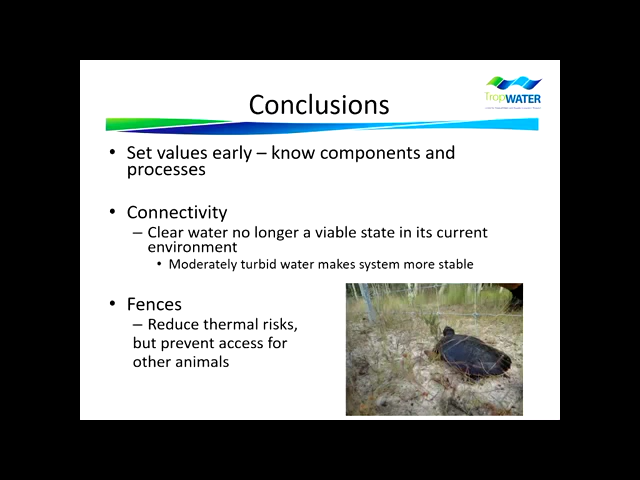 TropWATER
Conclusions
• Set values early – know components and
processes
• Connectivity
– Clear water no longer a viable state in its current
environment
• Moderately turbid water makes system more stable
• Fences
– Reduce thermal risks,
but prevent access for
other animals